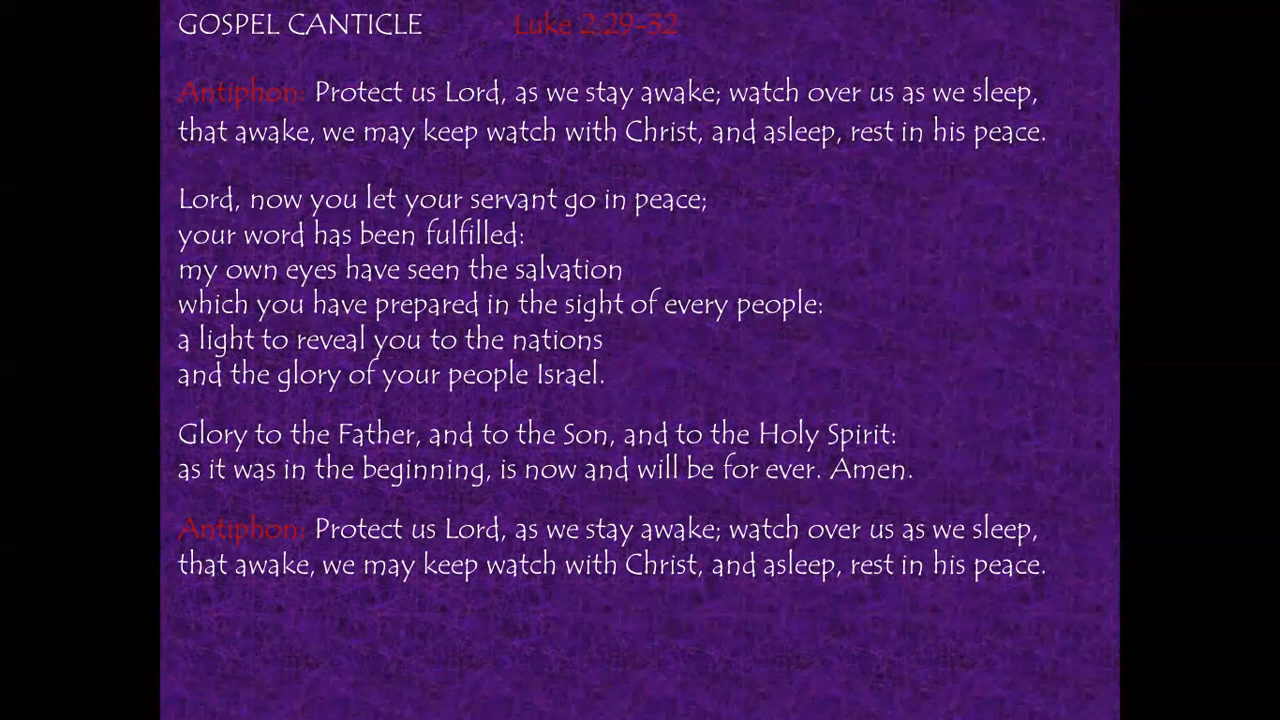 GOSPEL CANTICLE Luke 2:29-32
Antiphon: Protect us Lord, as we stay awake; watch over us as we sleep,
that awake, we may keep watch with Christ, and asleep, rest in his peace.
Lord, now you let your servant go in peace;
your word has been fulfilled:
my own eyes have seen the salvation
which you have prepared in the sight of every people:
a light to reveal you to the nations
and the glory of your people Israel.
Glory to the Father, and to the Son, and to the Holy Spirit:
as it was in the beginning, is now and will be for ever. Amen.
Antiphon: Protect us Lord, as we stay awake; watch over us as we sleep,
that awake, we may keep watch with Christ, and asleep, rest in his peace.